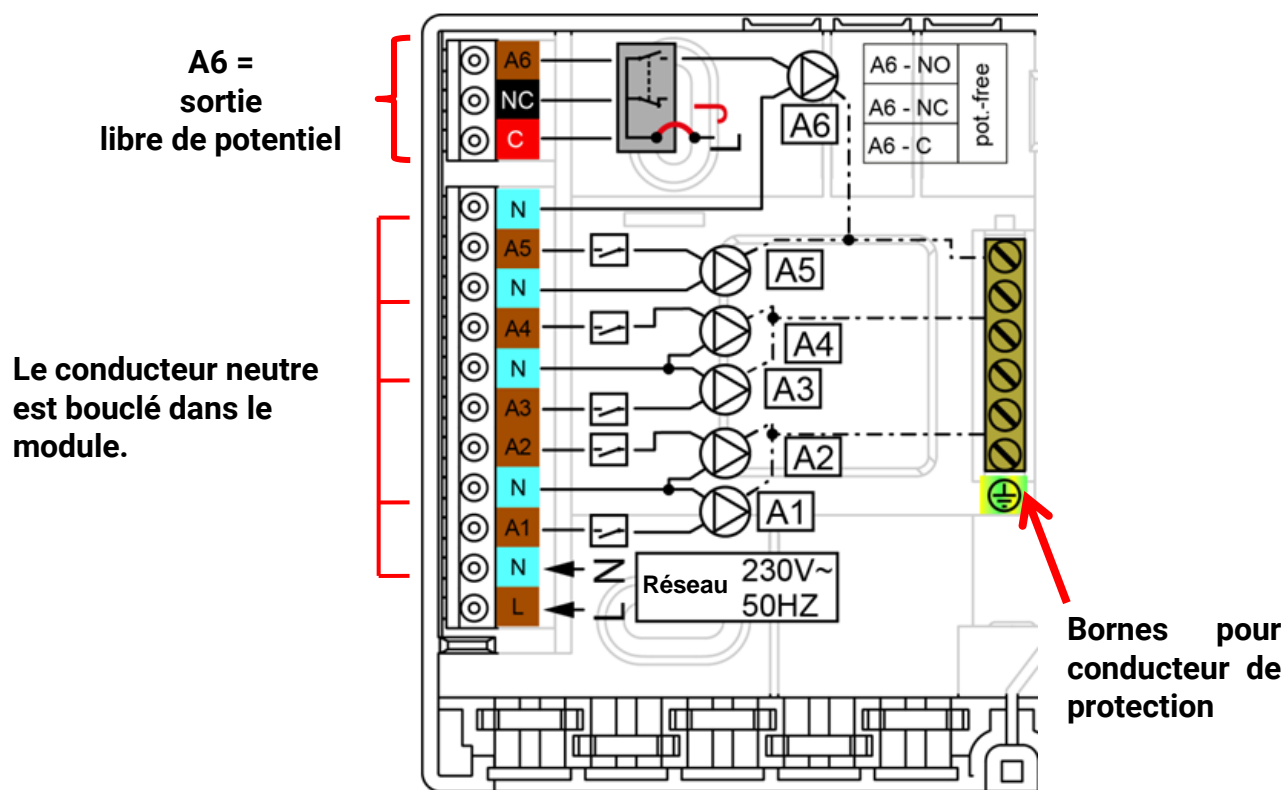 A6 =
sortie
libre de potentiel
A6
NC
C
J
L
A6
A6 - NO
A6 - NC
A6 - C
pot.-free
Le conducteur neutre
est bouclé dans le
module.
N
A5
N
A4
N
A3
A2
N
A1
N
L
A5
A4
A3
A2
A1
N
L
Réseau
230V~
50HZ
Bornes pour
conducteur de
protection